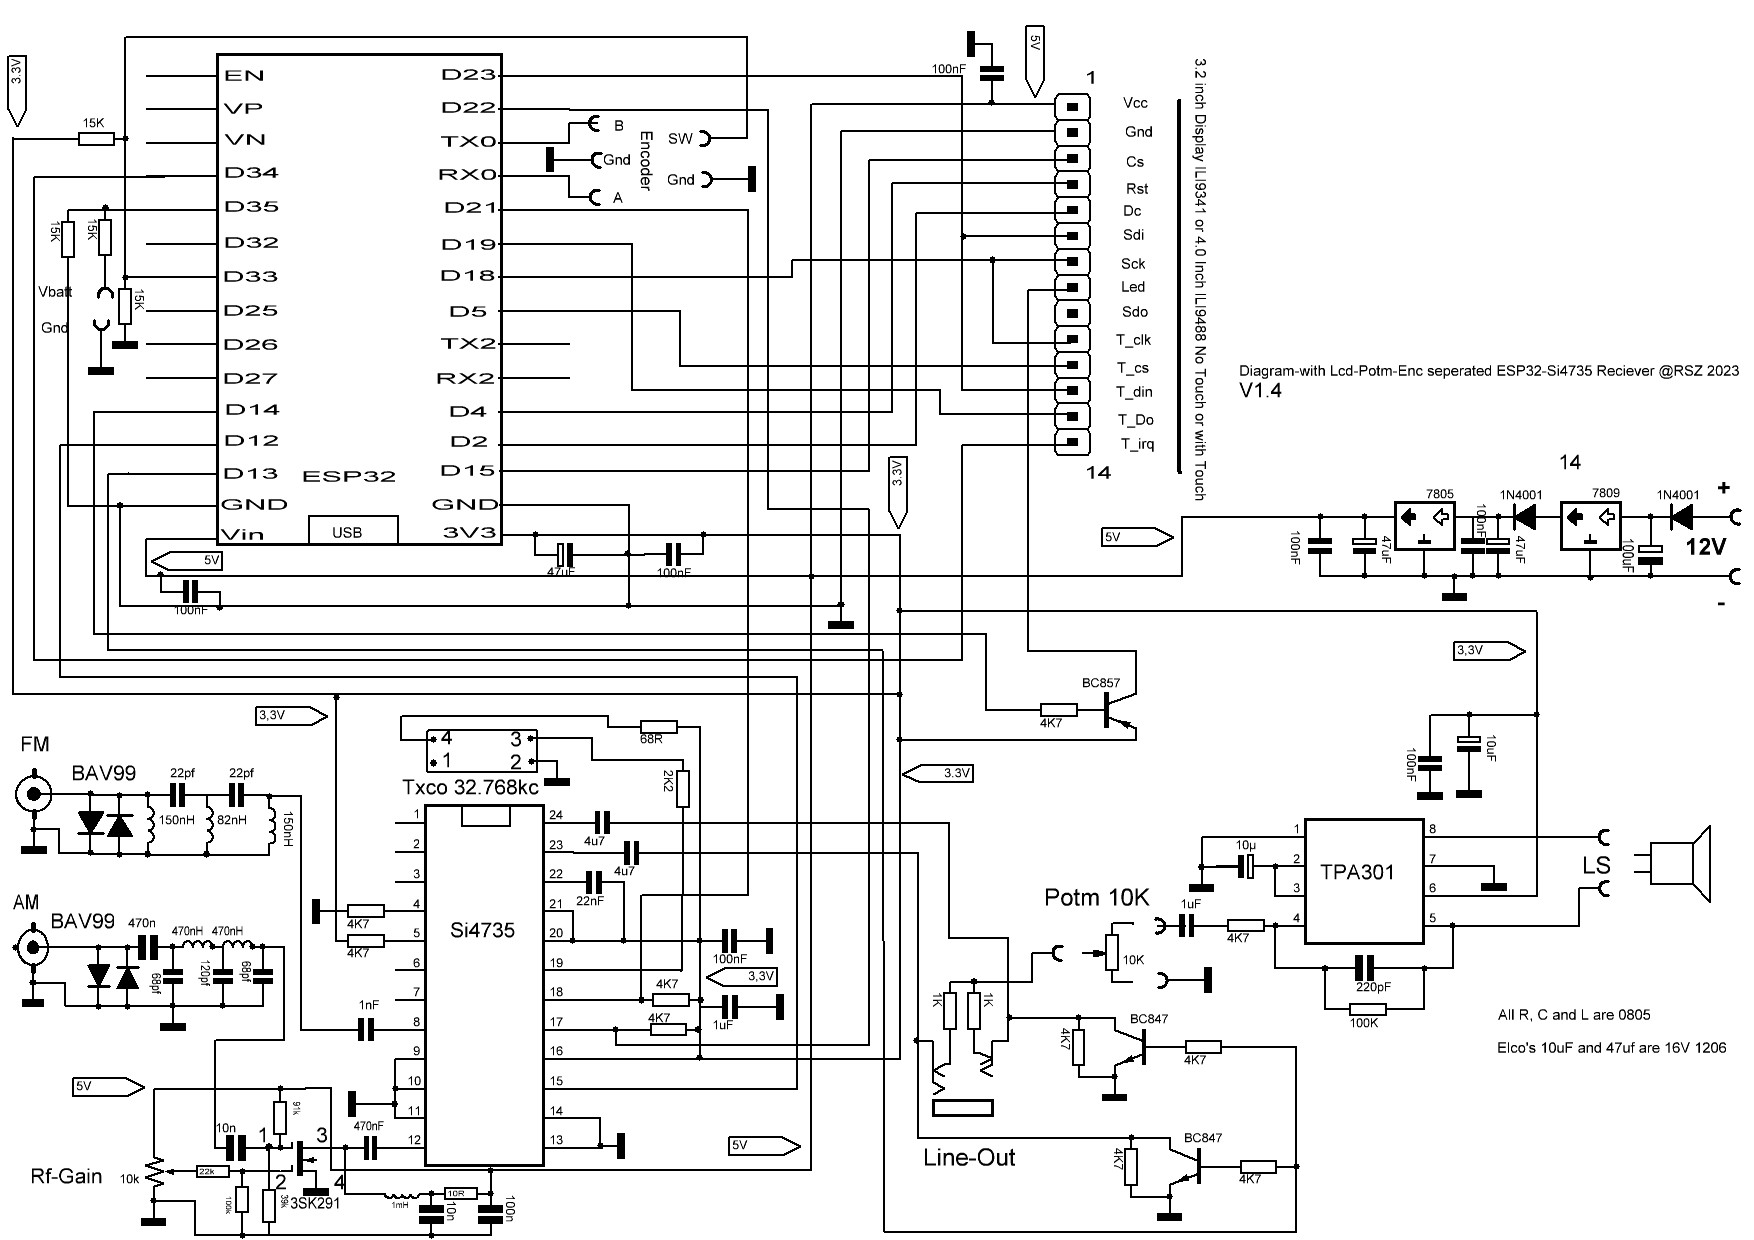 3.3V
15K
EN
VP
VN
D34
D35
D32
D33
D25
D26
D27
D14
D12
D13
GND
Vin
D23
D22
TX0
RX0
D21
D19
D18
D5
TX2
RX2
D4
D2
D15
GND
3V3
ESP32
USB
15K
15K
15K
Vbatt
Gnd
5V
100nF
47uF
100nF
B
Gnd
A
Encoder
SW
Gnd
100nF
5V
1
Vcc
Gnd
Cs
Rst
Dc
Sdi
Sck
Led
Sdo
T_clk
T_cs
T_din
T_Do
T_irq
14
3.2 inch Display ILI9341 or 4.0 Inch ILI9488 No Touch or with Touch
3.3V
Diagram-with Lcd-Potm-Enc seperated ESP32-Si4735 Reciever @RSZ 2023
V1.4
14
5V
100nF
47uF
7805
100nF
47uF
1N4001
7809
100uF
1N4001
+
12V
-
3,3V
BC857
4K7
3.3V
3,3V
68R
4
3
1
2
Txco 32.768kc
2K2
FM
BAV99
22pf
22pf
150nH
82nH
150nH
AM
BAV99
470n
470nH
470nH
68pf
120pf
68pf
4K7
4K7
1nF
1
2
3
4
5
6
7
8
9
10
11
12
24
23
22
21
20
19
18
17
16
15
14
13
Si4735
4u7
4u7
22nF
100nF
3,3V
4K7
1uF
4K7
5V
5V
91k
10n
1
3
2
4
3SK291
22k
100k
39k
Rf-Gain
10k
470nF
1mH
10R
10n
100n
Potm 10K
10K
1K
1K
Line-Out
BC847
4K7
4K7
BC847
4K7
4K7
1uF
4K7
10µ
100nF
10uF
1
2
3
4
8
7
6
5
TPA301
220pF
100K
LS
All R, C and L are 0805
Elco's 10uF and 47uf are 16V 1206